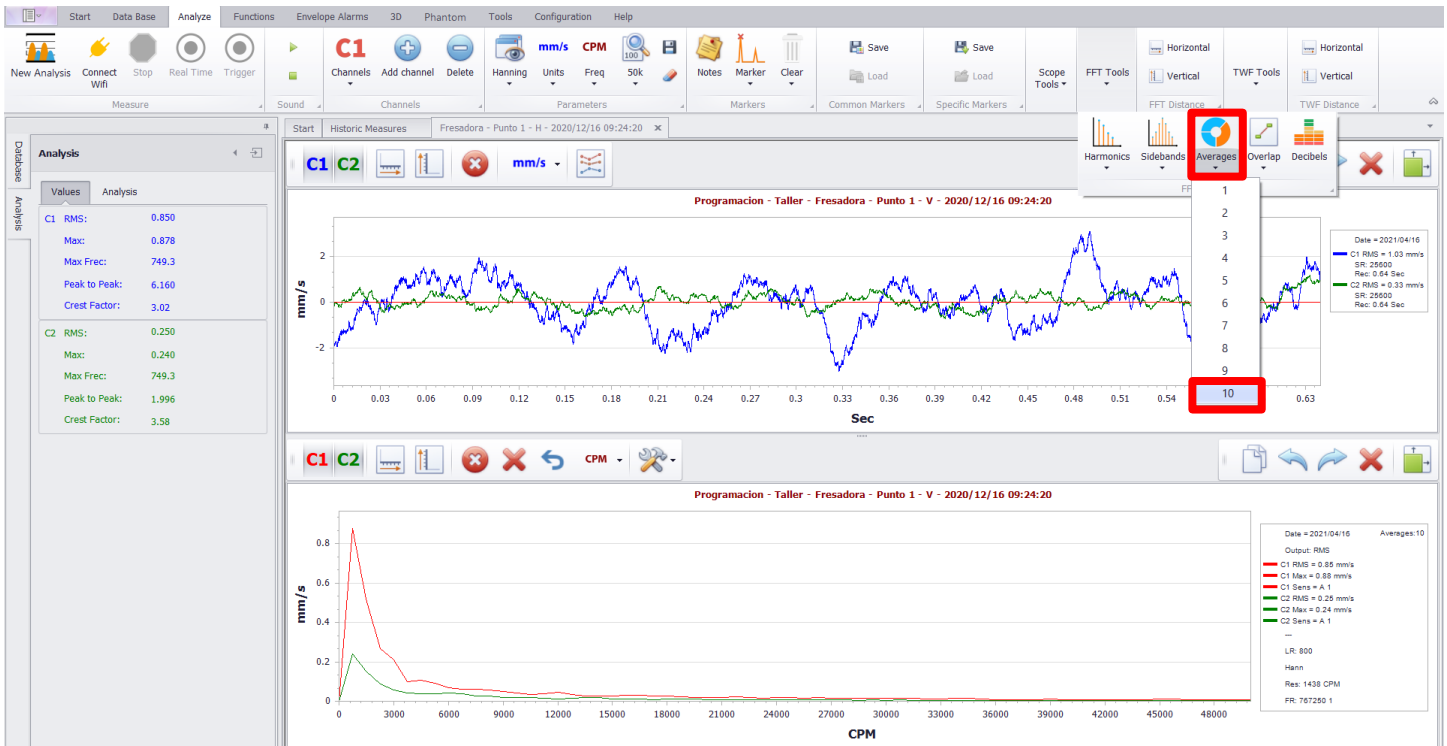 Start Data Base Analyze Functions Envelope Alarms 3D Phantom Tools Configuration Help
C1 mm/s CPM 100 Save Save Horizontal Horizontal
New Analysis Connect Wifi Stop Real Time Trigger Channels Add channel Delete Hanning Units Freq 50k Notes Marker Clear Load Load Scope Tools FFT Tools Vertical TWF Tools Vertical
Measure Sound Channels Parameters Markers Common Markers Specific Markers FFT Distance TWF Distance
Start Historic Measures Fresadora - Punto 1 - H - 2020/12/16 09:24:20
Harmonics Sidebands Averages Overlap Decibels
1
2
3
4
5
6
7
8
9
10
Database
Analysis
Analysis
Values Analysis
C1 RMS: 0.850
Max: 0.878
Max Frec: 749.3
Peak to Peak: 6.160
Crest Factor: 3.02
C2 RMS: 0.250
Max: 0.240
Max Frec: 749.3
Peak to Peak: 1.996
Crest Factor: 3.58
C1 C2 mm/s
Programacion - Taller - Fresadora - Punto 1 - V - 2020/12/16 09:24:20
mm/s
2
0
-2
0 0.03 0.06 0.09 0.12 0.15 0.18 0.21 0.24 0.27 0.3 0.33 0.36 0.39 0.42 0.45 0.48 0.51 0.54 0.63
Sec
Date = 2021/04/16
C1 RMS = 1.03 mm/s
SR: 25600
Rec: 0.64 Sec
C2 RMS = 0.33 mm/s
SR: 25600
Rec: 0.64 Sec
C1 C2 CPM
Programacion - Taller - Fresadora - Punto 1 - V - 2020/12/16 09:24:20
mm/s
0.8
0.6
0.4
0.2
0
0 3000 6000 9000 12000 15000 18000 21000 24000 27000 30000 33000 36000 39000 42000 45000 48000
CPM
Date = 2021/04/16 Averages:10
Output: RMS
C1 RMS = 0.85 mm/s
C1 Max = 0.88 mm/s
C1 Sens = A 1
C2 RMS = 0.25 mm/s
C2 Max = 0.24 mm/s
C2 Sens = A 1
---
LR: 800
Hann
Res: 1438 CPM
FR: 767250 1